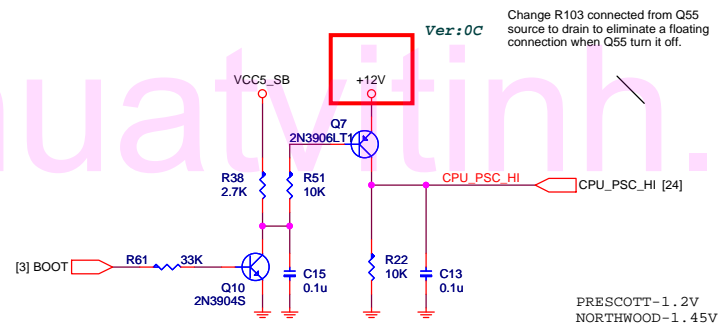 Ver:0C
Change R103 connected from Q55
source to drain to eliminate a floating
connection when Q55 turn it off.
VCC5_SB
+12V
Q7
2N3906LT1
R38
2.7K
R51
10K
CPU_PSC_HI
CPU_PSC_HI [24]
[3] BOOT
R61
33K
Q10
2N3904S
C15
0.1u
R22
10K
C13
0.1u
PRESCOTT-1.2V
NORTHWOOD-1.45V
huatvitinh.